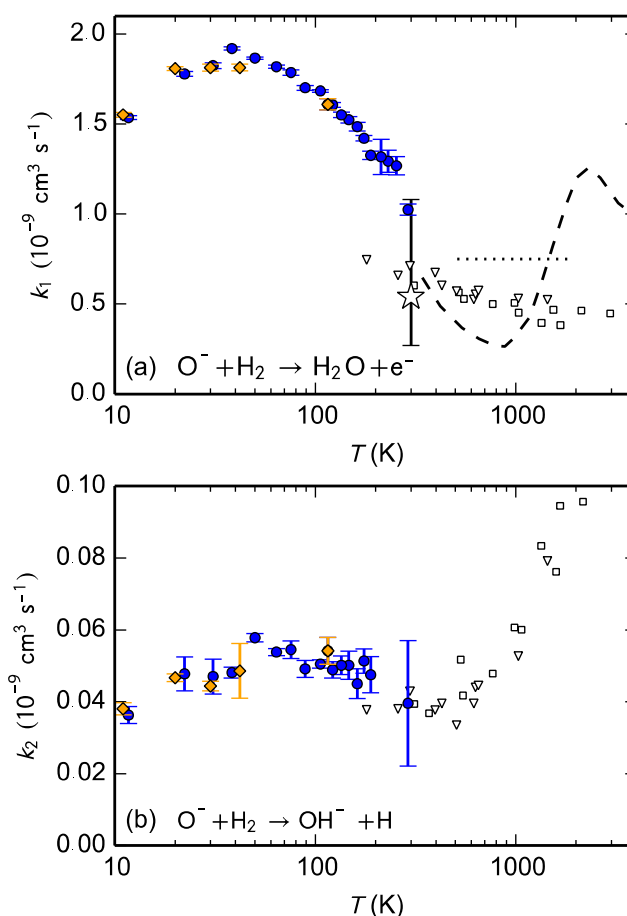 2.0
1.5
1.0
0.5
0.0
k₁ (10⁻⁹ cm³ s⁻¹)
(a) O⁻ + H₂ → H₂O + e⁻
10 100 1000
T (K)
0.10
0.08
0.06
0.04
0.02
0.00
k₂ (10⁻⁹ cm³ s⁻¹)
(b) O⁻ + H₂ → OH⁻ + H
10 100 1000
T (K)